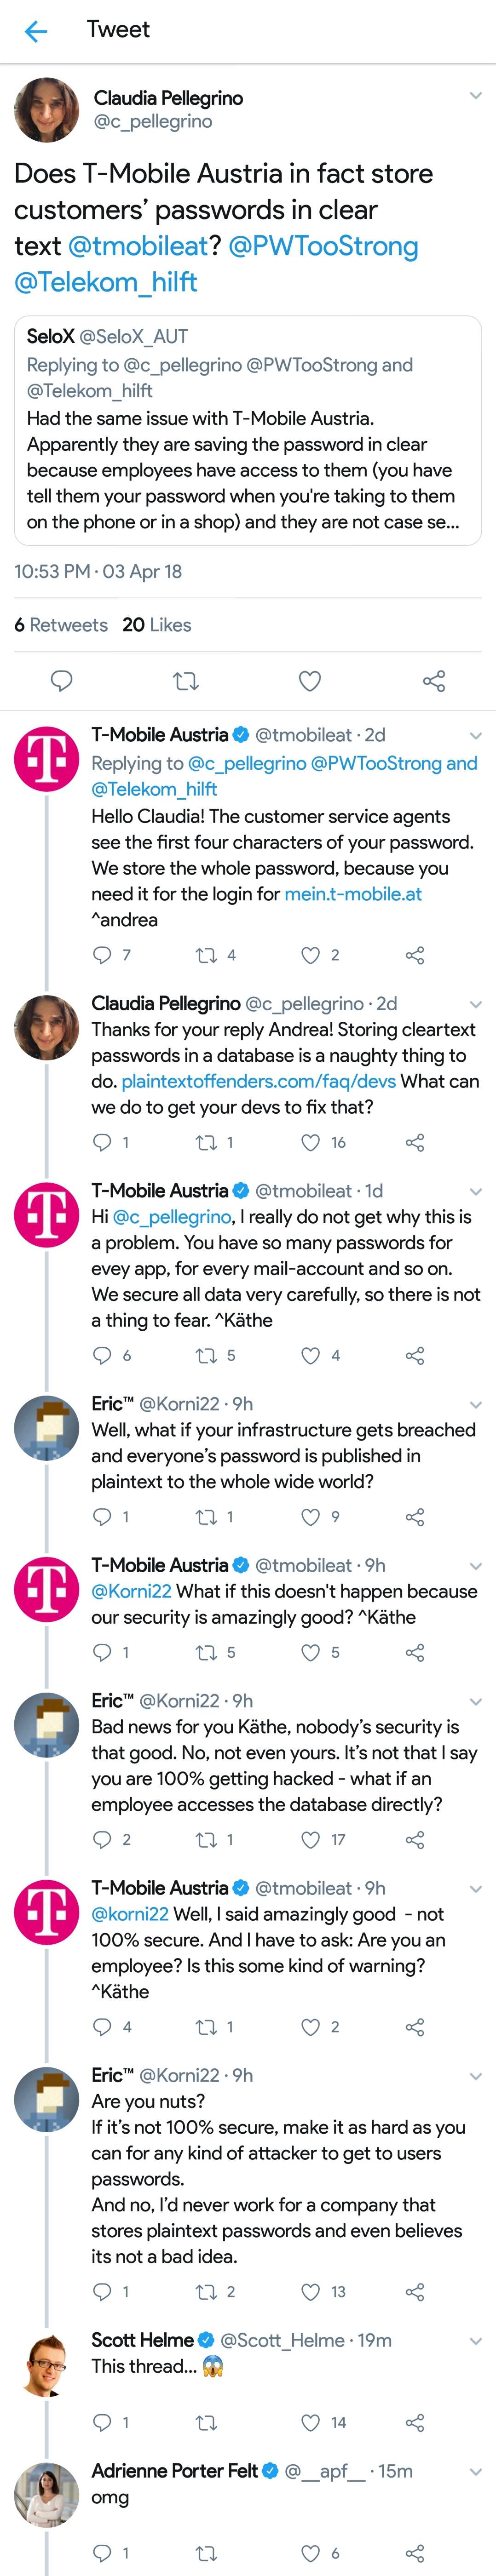 Tweet
Claudia Pellegrino
@c_pellegrino
Does T-Mobile Austria in fact store
customers’ passwords in clear
text @tmobileat? @PWTooStrong
@Telekom_hilft
SeloX @SeloX_AUT
Replying to @c_pellegrino @PWTooStrong and
@Telekom_hilft
Had the same issue with T-Mobile Austria.
Apparently they are saving the password in clear
because employees have access to them (you have
tell them your password when you're taking to them
on the phone or in a shop) and they are not case se...
10:53 PM · 03 Apr 18
6 Retweets 20 Likes
T-Mobile Austria @tmobileat · 2d
Replying to @c_pellegrino @PWTooStrong and
@Telekom_hilft
Hello Claudia! The customer service agents
see the first four characters of your password.
We store the whole password, because you
need it for the login for mein.t-mobile.at
^andrea
7 4 2
Claudia Pellegrino @c_pellegrino · 2d
Thanks for your reply Andrea! Storing cleartext
passwords in a database is a naughty thing to
do. plaintextoffenders.com/faq/devs What can
we do to get your devs to fix that?
1 1 16
T-Mobile Austria @tmobileat · 1d
Hi @c_pellegrino, I really do not get why this is
a problem. You have so many passwords for
evey app, for every mail-account and so on.
We secure all data very carefully, so there is not
a thing to fear. ^Käthe
6 5 4
Eric™ @Korni22 · 9h
Well, what if your infrastructure gets breached
and everyone’s password is published in
plaintext to the whole wide world?
1 1 9
T-Mobile Austria @tmobileat · 9h
@Korni22 What if this doesn't happen because
our security is amazingly good? ^Käthe
1 5 5
Eric™ @Korni22 · 9h
Bad news for you Käthe, nobody’s security is
that good. No, not even yours. It’s not that I say
you are 100% getting hacked - what if an
employee accesses the database directly?
2 1 17
T-Mobile Austria @tmobileat · 9h
@korni22 Well, I said amazingly good - not
100% secure. And I have to ask: Are you an
employee? Is this some kind of warning?
^Käthe
4 1 2
Eric™ @Korni22 · 9h
Are you nuts?
If it’s not 100% secure, make it as hard as you
can for any kind of attacker to get to users
passwords.
And no, I’d never work for a company that
stores plaintext passwords and even believes
its not a bad idea.
1 2 13
Scott Helme @Scott_Helme · 19m
This thread... 😱
1 14
Adrienne Porter Felt @__apf__ · 15m
omg
1 6